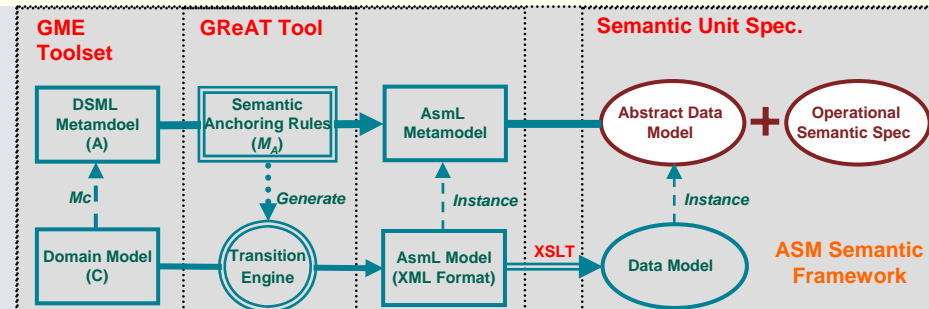 GME
Toolset
GReAT Tool
Semantic Unit Spec.
DSML
Metamdoel
(A)
Semantic
Anchoring Rules
(MA)
AsmL
Metamodel
Abstract Data
Model
+
Operational
Semantic Spec
Mc
Generate
Instance
Instance
Domain Model
(C)
Transition
Engine
AsmL Model
(XML Format)
XSLT
Data Model
ASM Semantic
Framework